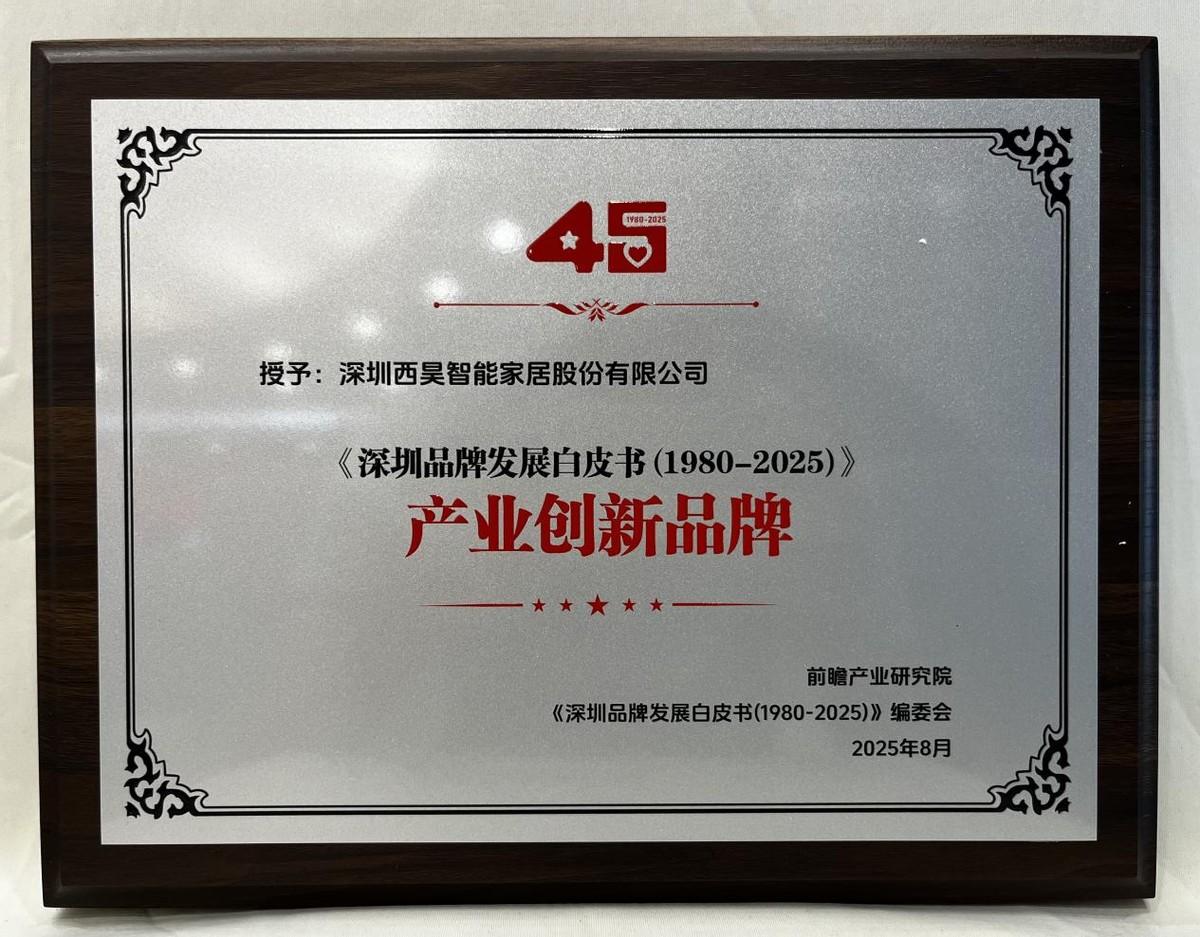 45
1980-2025
授予：深圳西昊智能家居股份有限公司
《深圳品牌发展白皮书(1980-2025)》
产业创新品牌
前瞻产业研究院
《深圳品牌发展白皮书(1980-2025)》编委会
2025年8月